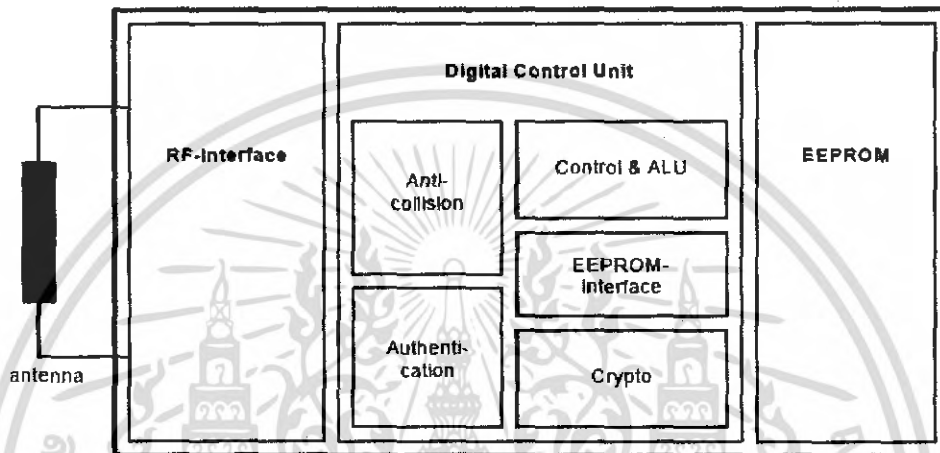 Digital Control Unit
RF-Interface
EEPROM
Anti-
collision
Control & ALU
EEPROM-
Interface
Authenti-
cation
Crypto
antenna